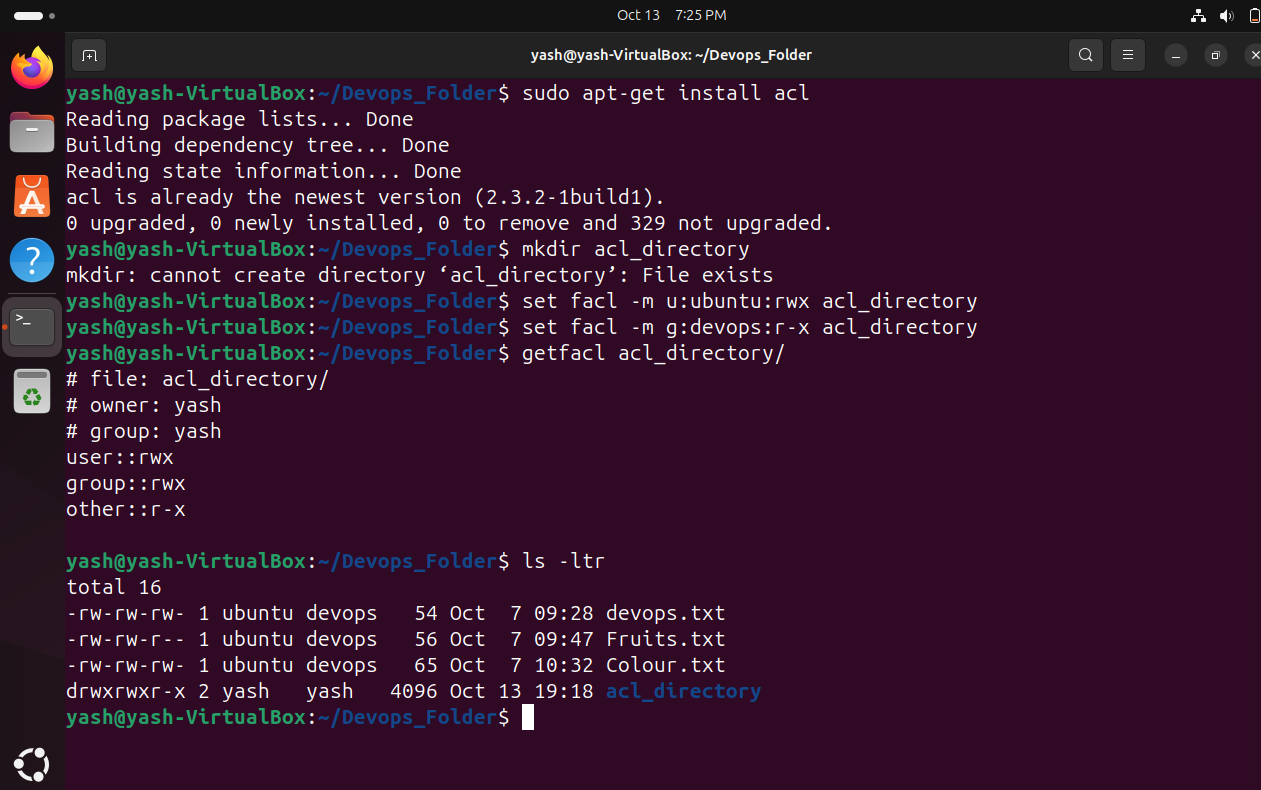 Oct 13 7:25 PM
yash@yash-VirtualBox: ~/Devops_Folder
yash@yash-VirtualBox:~/Devops_Folder$ sudo apt-get install acl
Reading package lists... Done
Building dependency tree... Done
Reading state information... Done
acl is already the newest version (2.3.2-1build1).
0 upgraded, 0 newly installed, 0 to remove and 329 not upgraded.
yash@yash-VirtualBox:~/Devops_Folder$ mkdir acl_directory
mkdir: cannot create directory ‘acl_directory’: File exists
yash@yash-VirtualBox:~/Devops_Folder$ set facl -m u:ubuntu:rwx acl_directory
yash@yash-VirtualBox:~/Devops_Folder$ set facl -m g:devops:r-x acl_directory
yash@yash-VirtualBox:~/Devops_Folder$ getfacl acl_directory/
# file: acl_directory/
# owner: yash
# group: yash
user::rwx
group::rwx
other::r-x
yash@yash-VirtualBox:~/Devops_Folder$ ls -ltr
total 16
-rw-rw-rw- 1 ubuntu devops   54 Oct  7 09:28 devops.txt
-rw-rw-r-- 1 ubuntu devops   56 Oct  7 09:47 Fruits.txt
-rw-rw-rw- 1 ubuntu devops   65 Oct  7 10:32 Colour.txt
drwxrwxr-x 2 yash   yash   4096 Oct 13 19:18 acl_directory
yash@yash-VirtualBox:~/Devops_Folder$